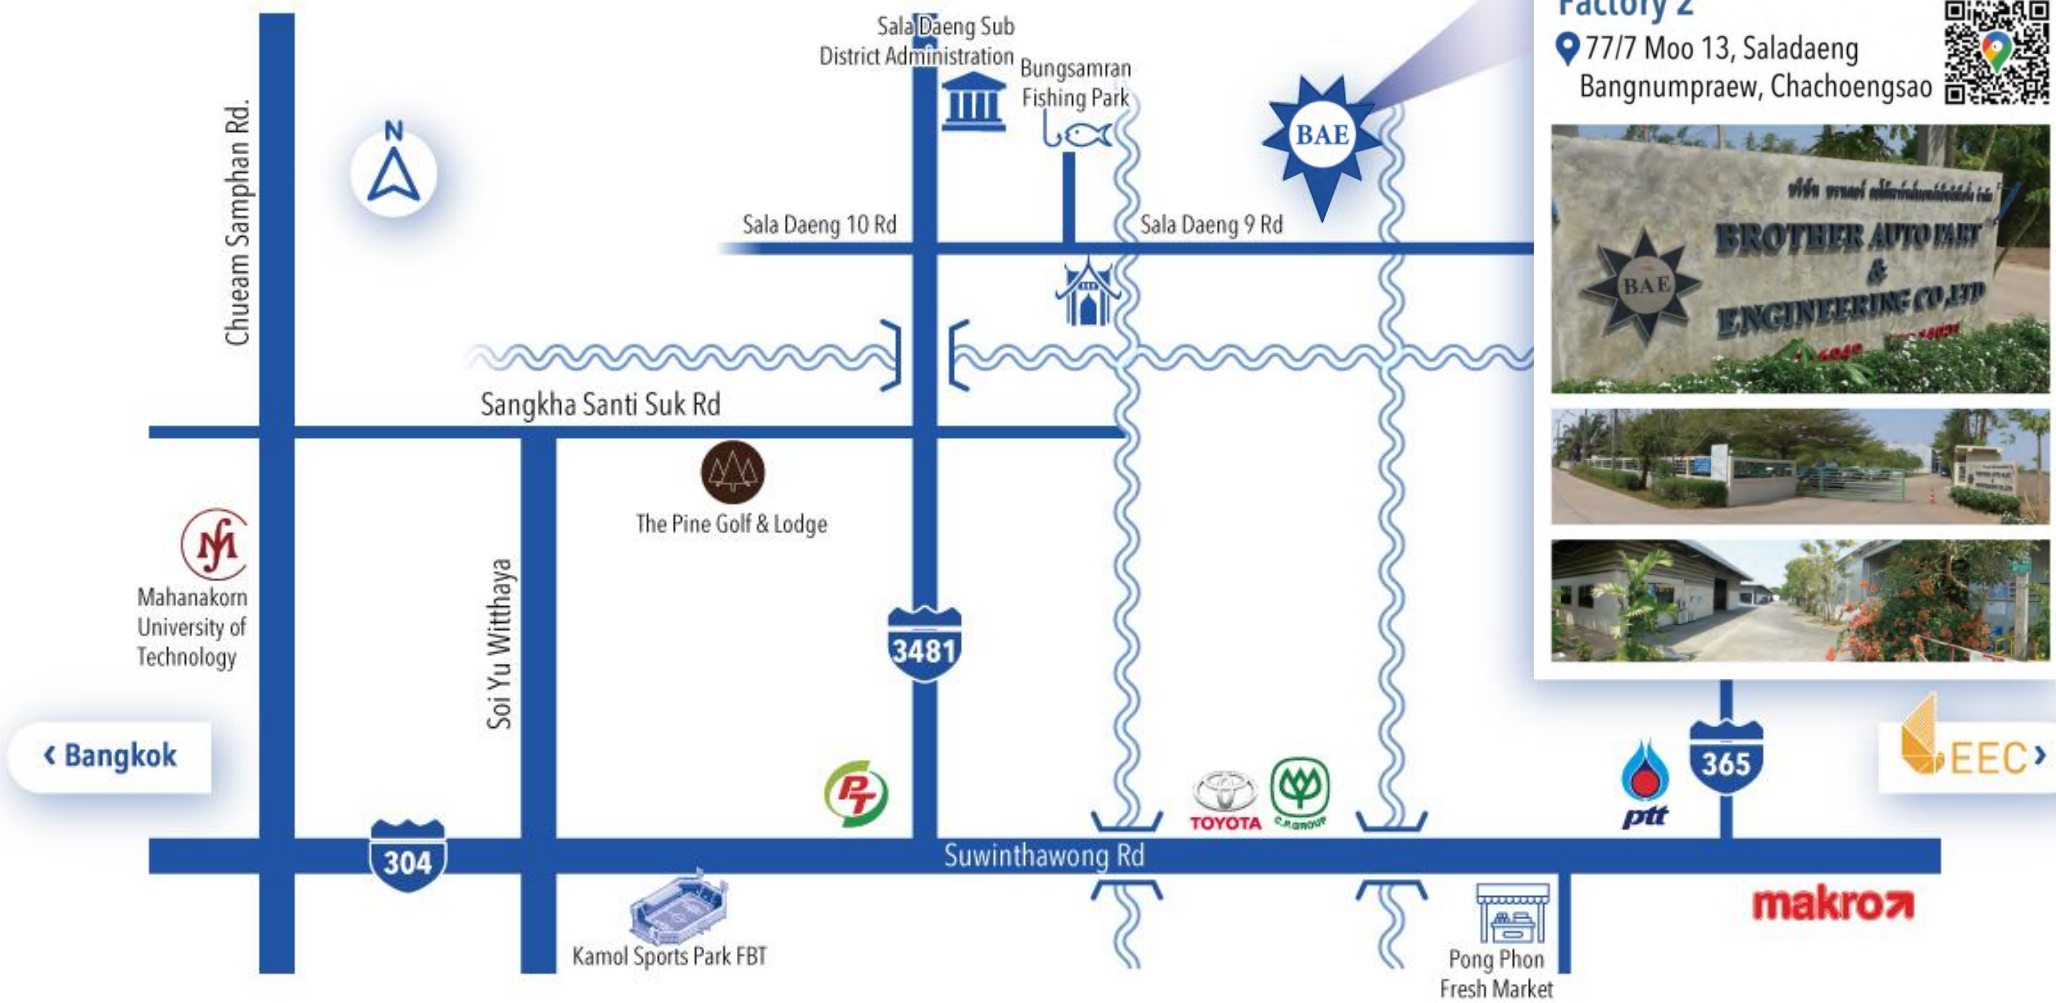 Factory 2
77/7 Moo 13, Saladaeng
Bangnumpraew, Chachoengsao
BROTHER AUTO PART
&
ENGINEERING CO,LTD
BAE
Sala Daeng Sub
District Administration
Bungsamran
Fishing Park
BAE
N
Chueam Samphan Rd.
Sala Daeng 10 Rd
Sala Daeng 9 Rd
Sangkha Santi Suk Rd
The Pine Golf & Lodge
Mahanakorn
University of
Technology
Soi Yu Witthaya
3481
‹ Bangkok
PT
TOYOTA
C.P.GROUP
ptt
365
EEC ›
304
Suwinthawong Rd
makro
Kamol Sports Park FBT
Pong Phon
Fresh Market